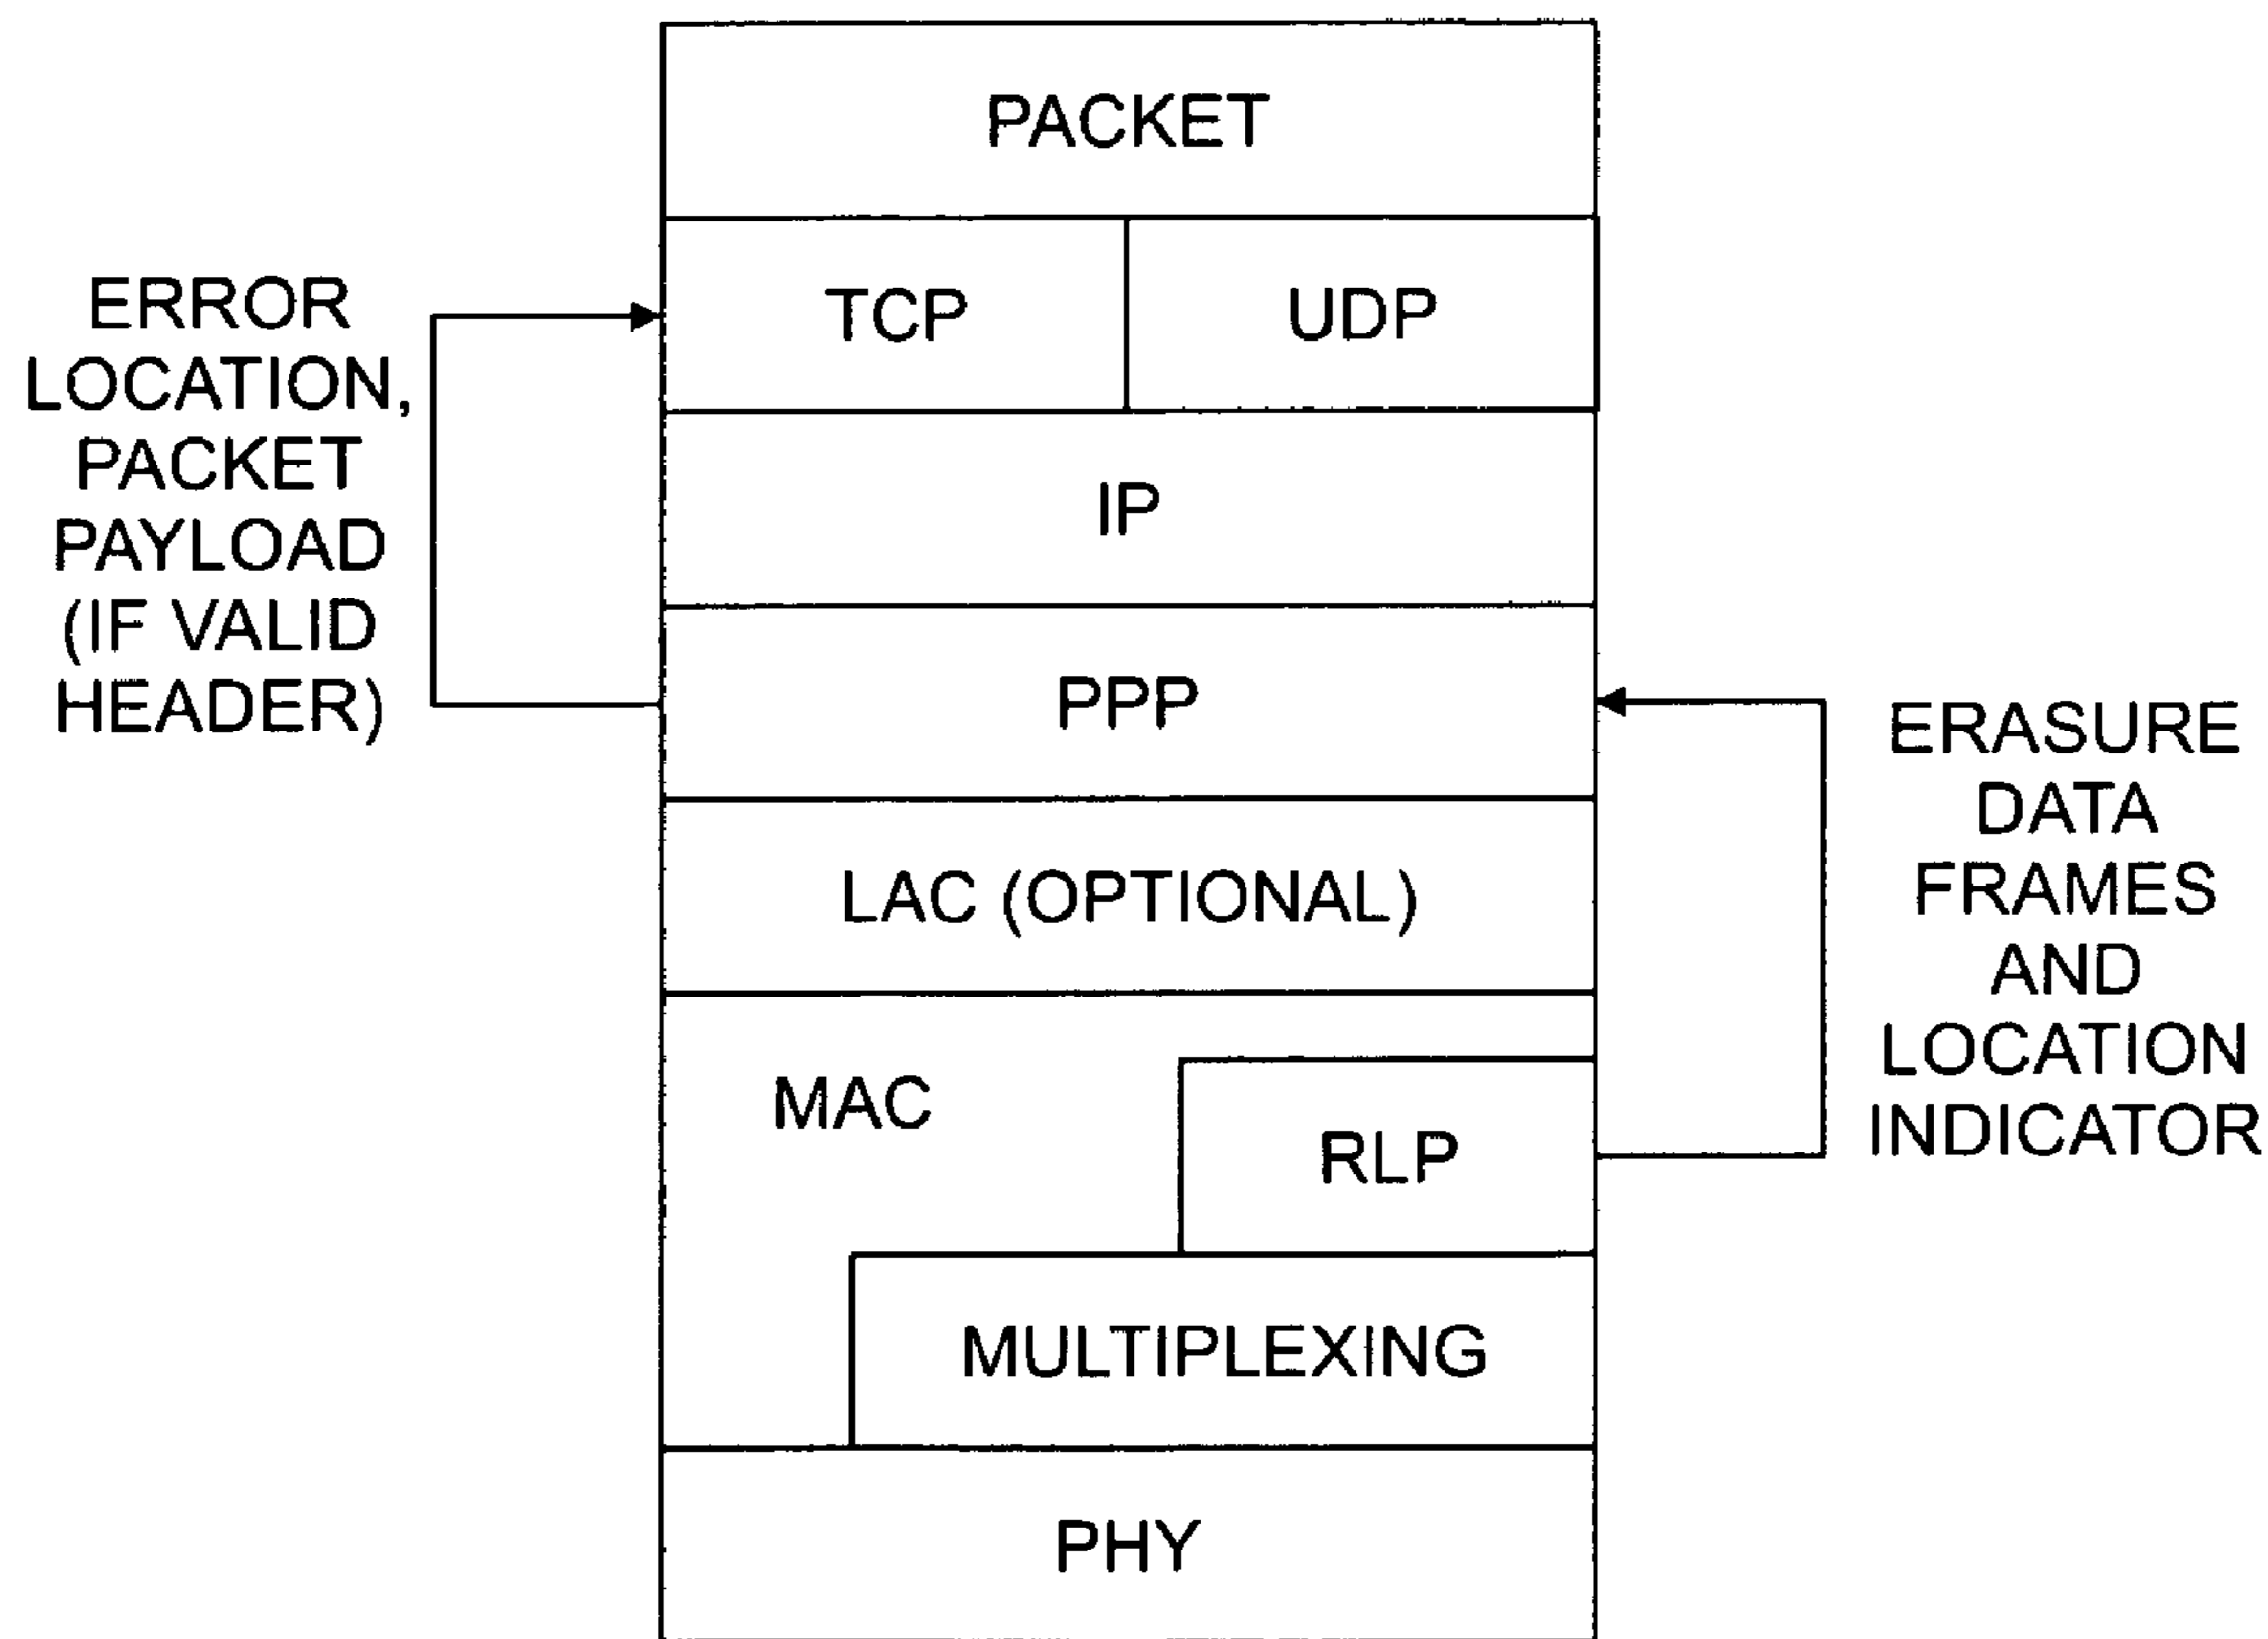 PACKET
TCP
UDP
IP
PPP
LAC (OPTIONAL)
MAC
RLP
MULTIPLEXING
PHY
ERROR
LOCATION,
PACKET
PAYLOAD
(IF VALID
HEADER)
ERASURE
DATA
FRAMES
AND
LOCATION
INDICATOR